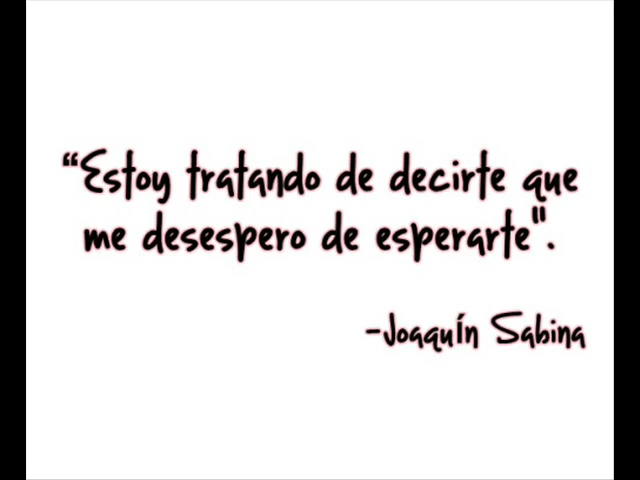 “Estoy tratando de decirte que
me desespero de esperarte".
-Joaquín Sabina